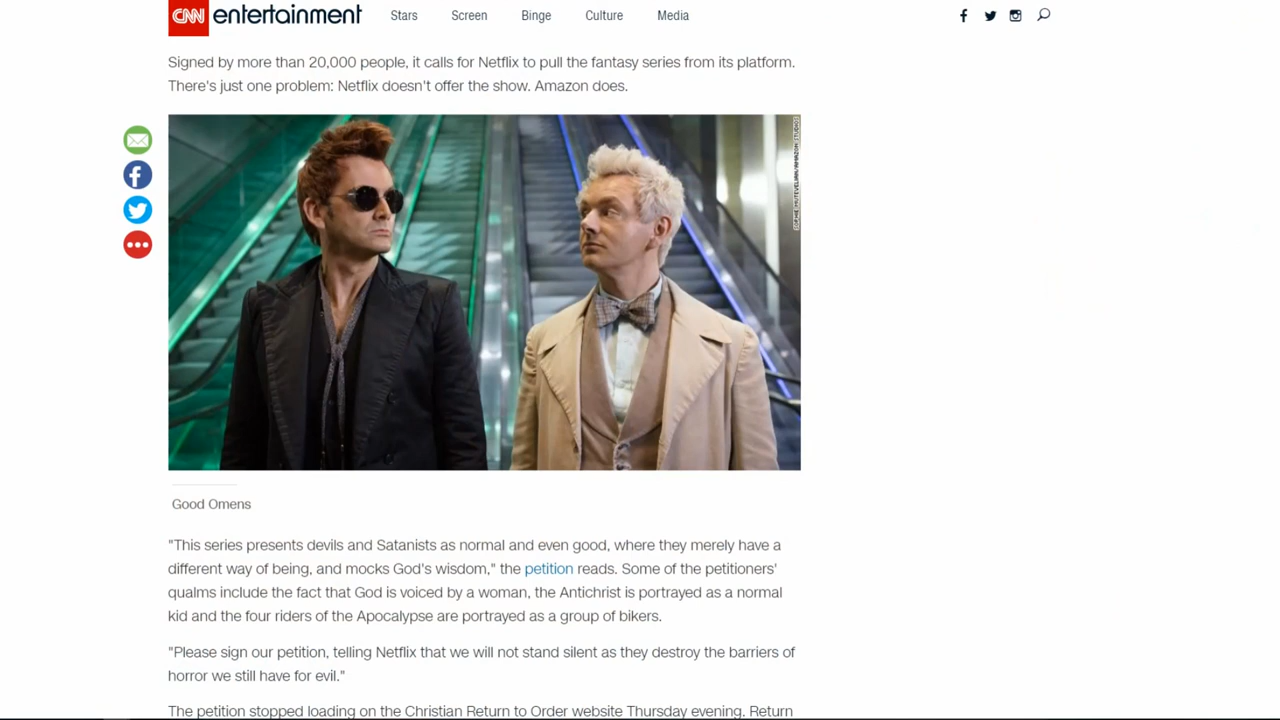 CNN entertainment Stars Screen Binge Culture Media
Signed by more than 20,000 people, it calls for Netflix to pull the fantasy series from its platform.
There's just one problem: Netflix doesn't offer the show. Amazon does.
SOPHIE MUTEVELIAN/AMAZON STUDIOS
Good Omens
"This series presents devils and Satanists as normal and even good, where they merely have a
different way of being, and mocks God's wisdom," the petition reads. Some of the petitioners'
qualms include the fact that God is voiced by a woman, the Antichrist is portrayed as a normal
kid and the four riders of the Apocalypse are portrayed as a group of bikers.
"Please sign our petition, telling Netflix that we will not stand silent as they destroy the barriers of
horror we still have for evil."
The petition stopped loading on the Christian Return to Order website Thursday evening. Return